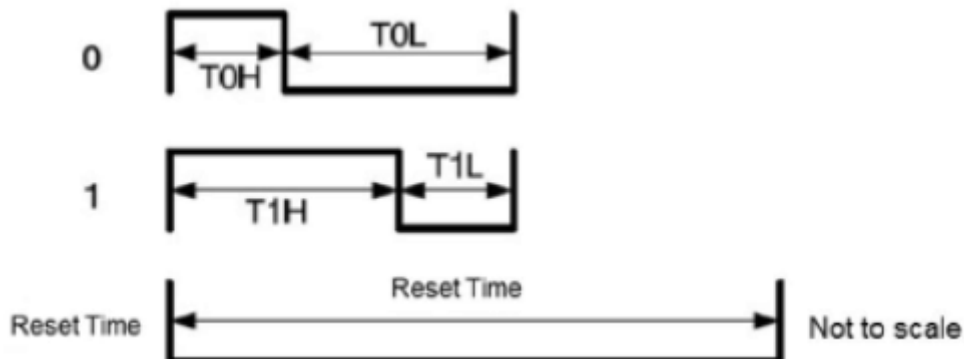 0
T0H
T0L
1
T1H
T1L
Reset Time
Reset Time
Not to scale